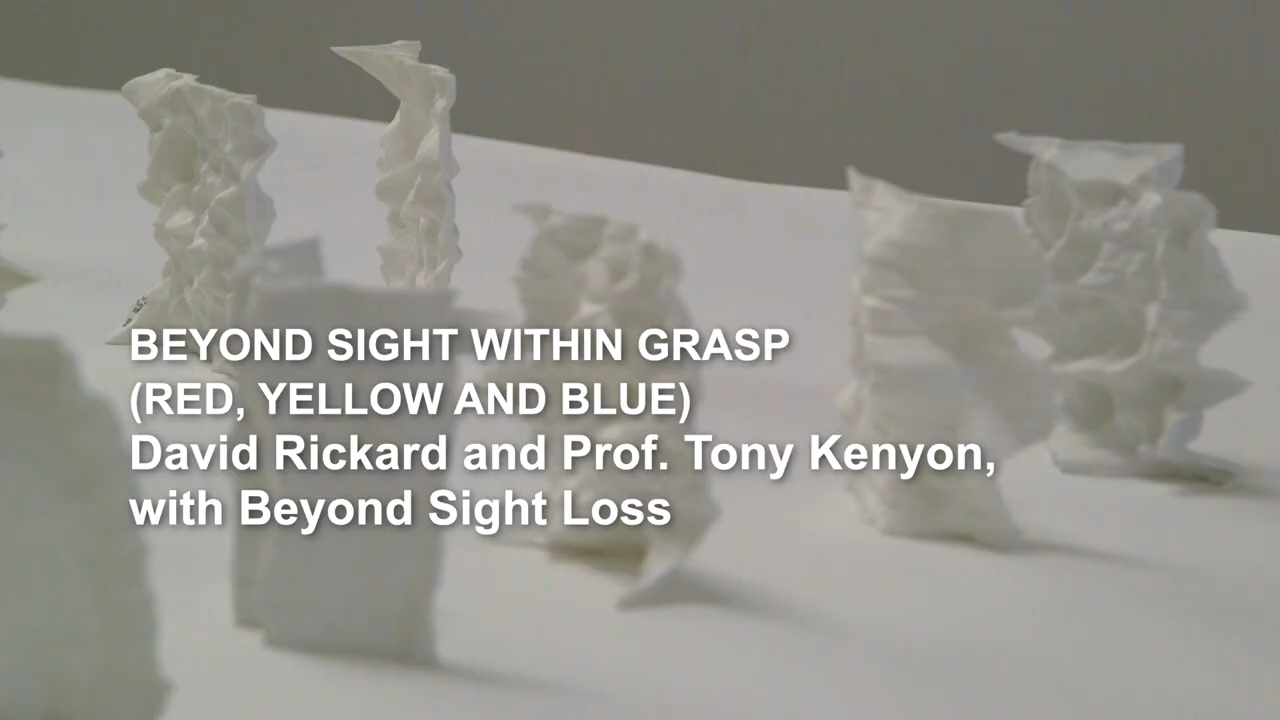 BEYOND SIGHT WITHIN GRASP
(RED, YELLOW AND BLUE)
David Rickard and Prof. Tony Kenyon,
with Beyond Sight Loss